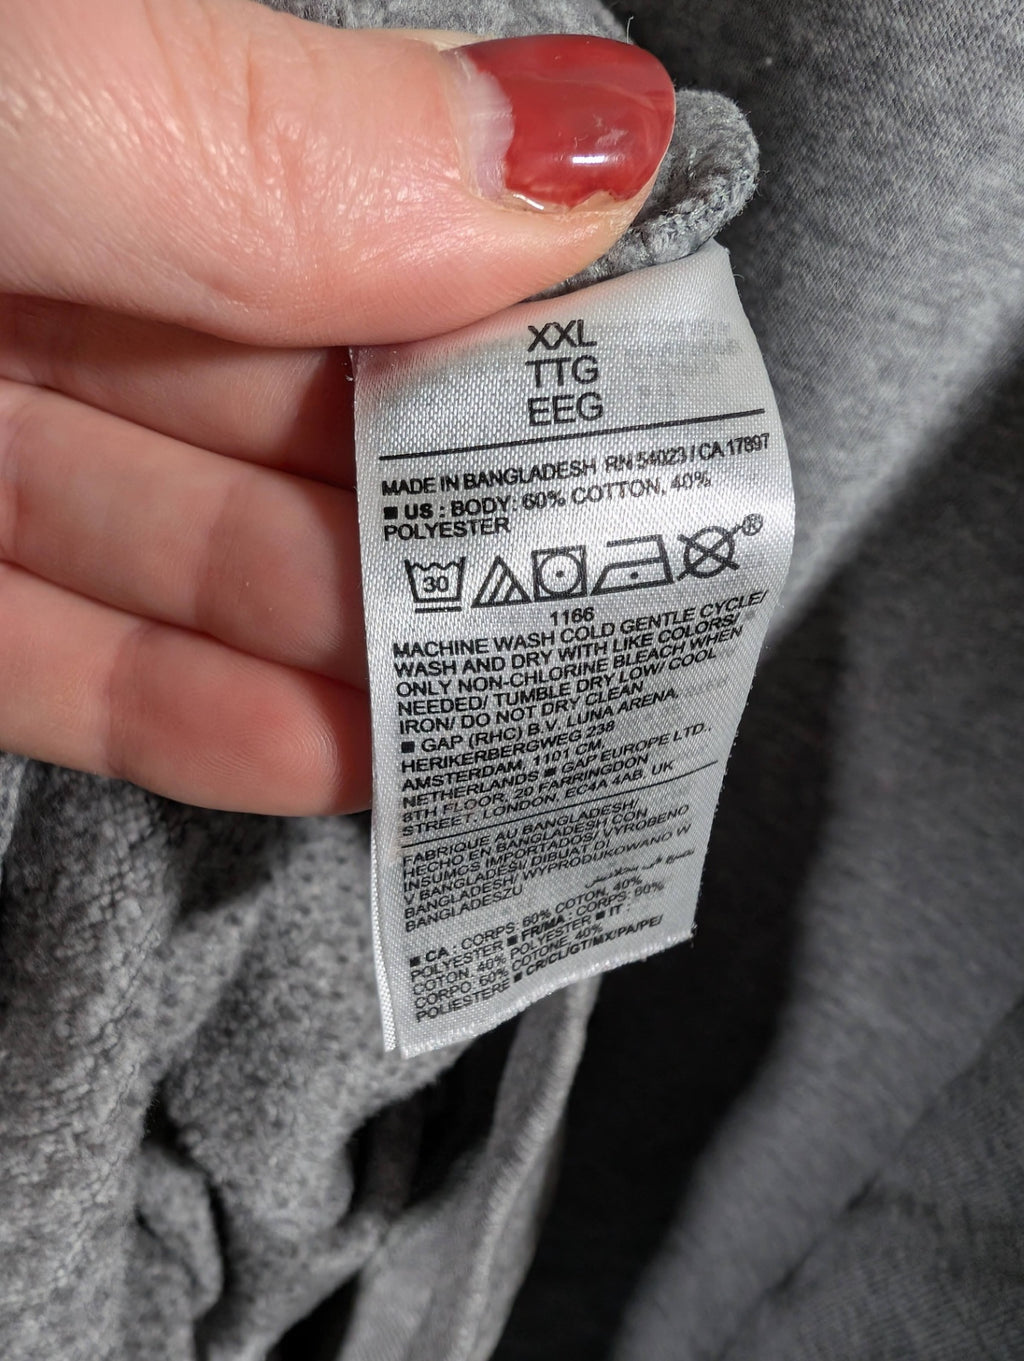 XXL
TTG
EEG
MADE IN BANGLADESH RN 54023 / CA 17897
■ US : BODY: 60% COTTON, 40%
POLYESTER
30
®
1166
MACHINE WASH COLD GENTLE CYCLE/
WASH AND DRY WITH LIKE COLORS/
ONLY NON-CHLORINE BLEACH WHEN
NEEDED/ TUMBLE DRY LOW/ COOL
IRON/ DO NOT DRY CLEAN
■ GAP (RHC) B.V. LUNA ARENA,
HERIKERBERGWEG 238
AMSTERDAM, 1101 CM,
NETHERLANDS ■ GAP EUROPE LTD.,
8TH FLOOR, 20 FARRINGDON
STREET, LONDON, EC4A 4AB, UK
FABRIQUE AU BANGLADESH/
HECHO EN BANGLADESH CON
INSUMOS IMPORTADOS/ VYROBENO
V BANGLADÉSI/ DIBUAT DI
BANGLADESH/ WYPRODUKOWANO W
BANGLADESZU
■ CA : CORPS: 60% COTON, 40%
POLYESTER ■ FR/MA : CORPS: 60%
COTON, 40% POLYESTER ■ IT :
CORPO: 60% COTONE, 40%
POLIESTERE ■ CR/CL/GT/MX/PA/PE/